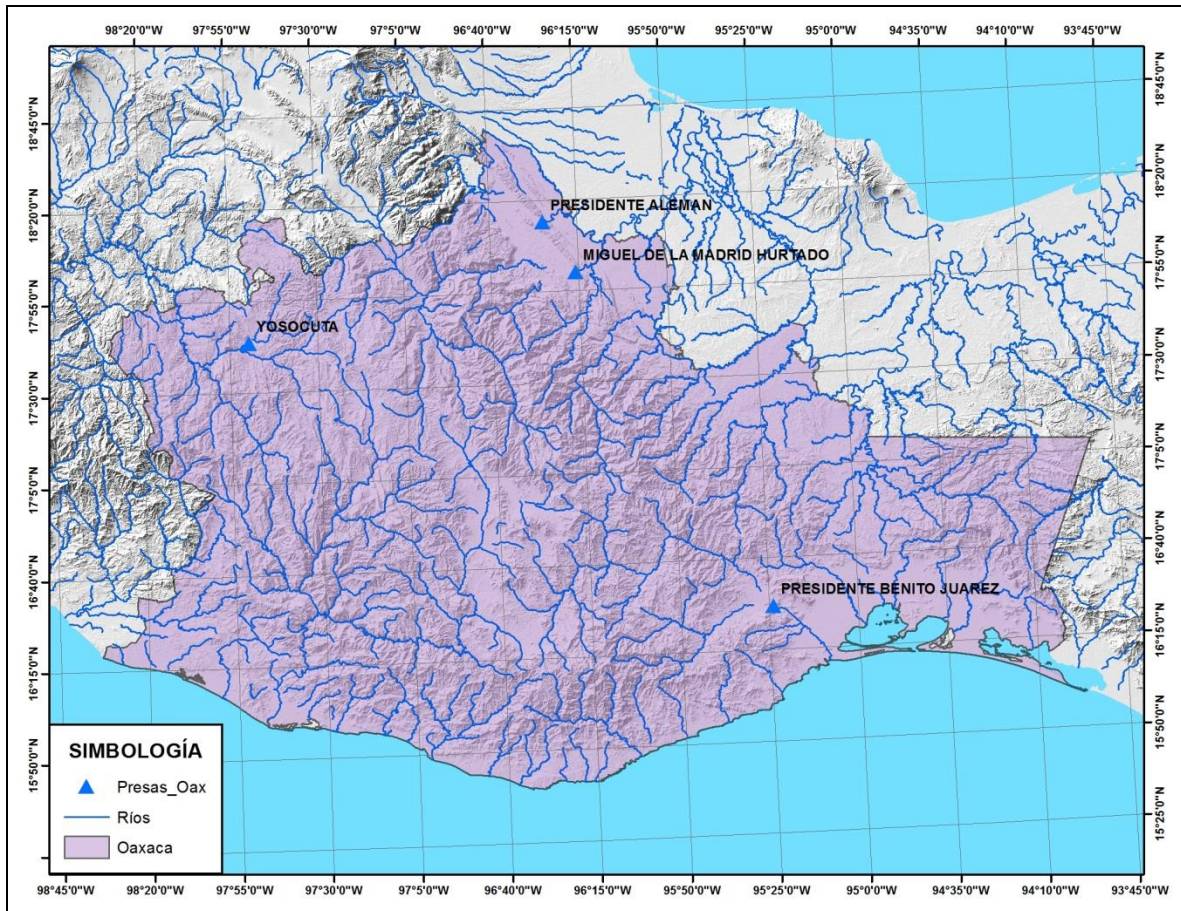 98°20'0"W 97°55'0"W 97°30'0"W 97°5'0"W 96°40'0"W 96°15'0"W 95°50'0"W 95°25'0"W 95°0'0"W 94°35'0"W 94°10'0"W 93°45'0"W
18°45'0"N
18°20'0"N
17°55'0"N
17°30'0"N
17°5'0"N
16°40'0"N
16°15'0"N
15°50'0"N
PRESIDENTE ALEMAN
MIGUEL DE LA MADRID HURTADO
YOSOCUTA
PRESIDENTE BENITO JUAREZ
18°45'0"N
18°20'0"N
17°55'0"N
17°30'0"N
17°5'0"N
16°40'0"N
16°15'0"N
15°50'0"N
15°25'0"N
SIMBOLOGÍA
Presas_Oax
Ríos
Oaxaca
98°45'0"W 98°20'0"W 97°55'0"W 97°30'0"W 97°5'0"W 96°40'0"W 96°15'0"W 95°50'0"W 95°25'0"W 95°0'0"W 94°35'0"W 94°10'0"W 93°45'0"W